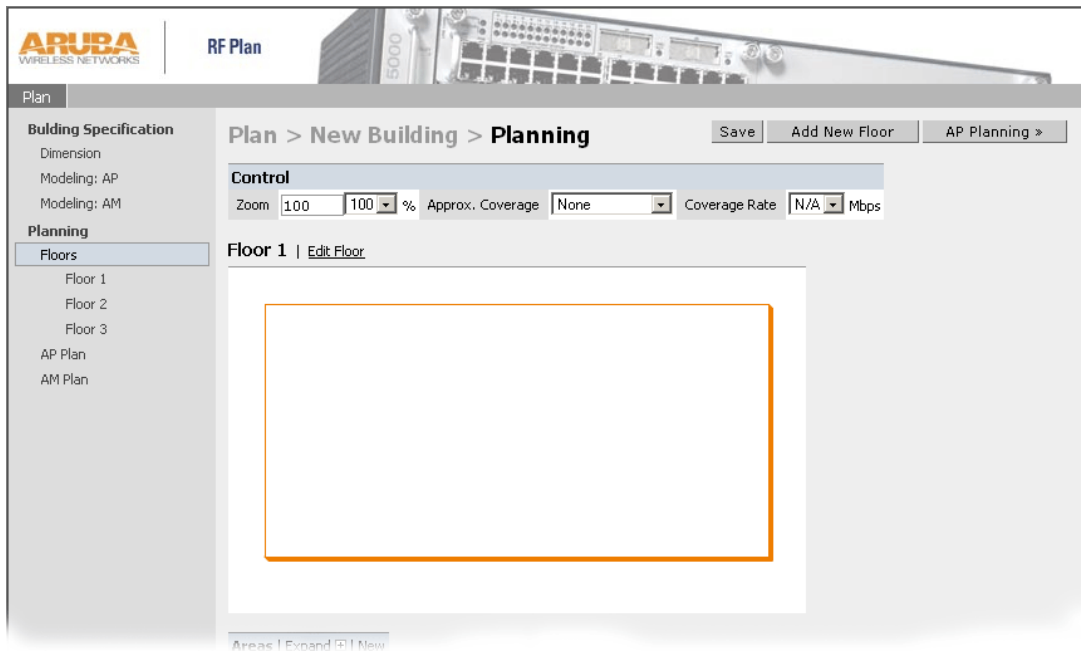 ARUBA
WIRELESS NETWORKS
RF Plan
5000
Plan
Bulding Specification
Dimension
Modeling: AP
Modeling: AM
Planning
Floors
Floor 1
Floor 2
Floor 3
AP Plan
AM Plan
Plan > New Building > Planning
Save
Add New Floor
AP Planning »
Control
Zoom 100 100 % Approx. Coverage None Coverage Rate N/A Mbps
Floor 1 | Edit Floor
Areas | Expand | New